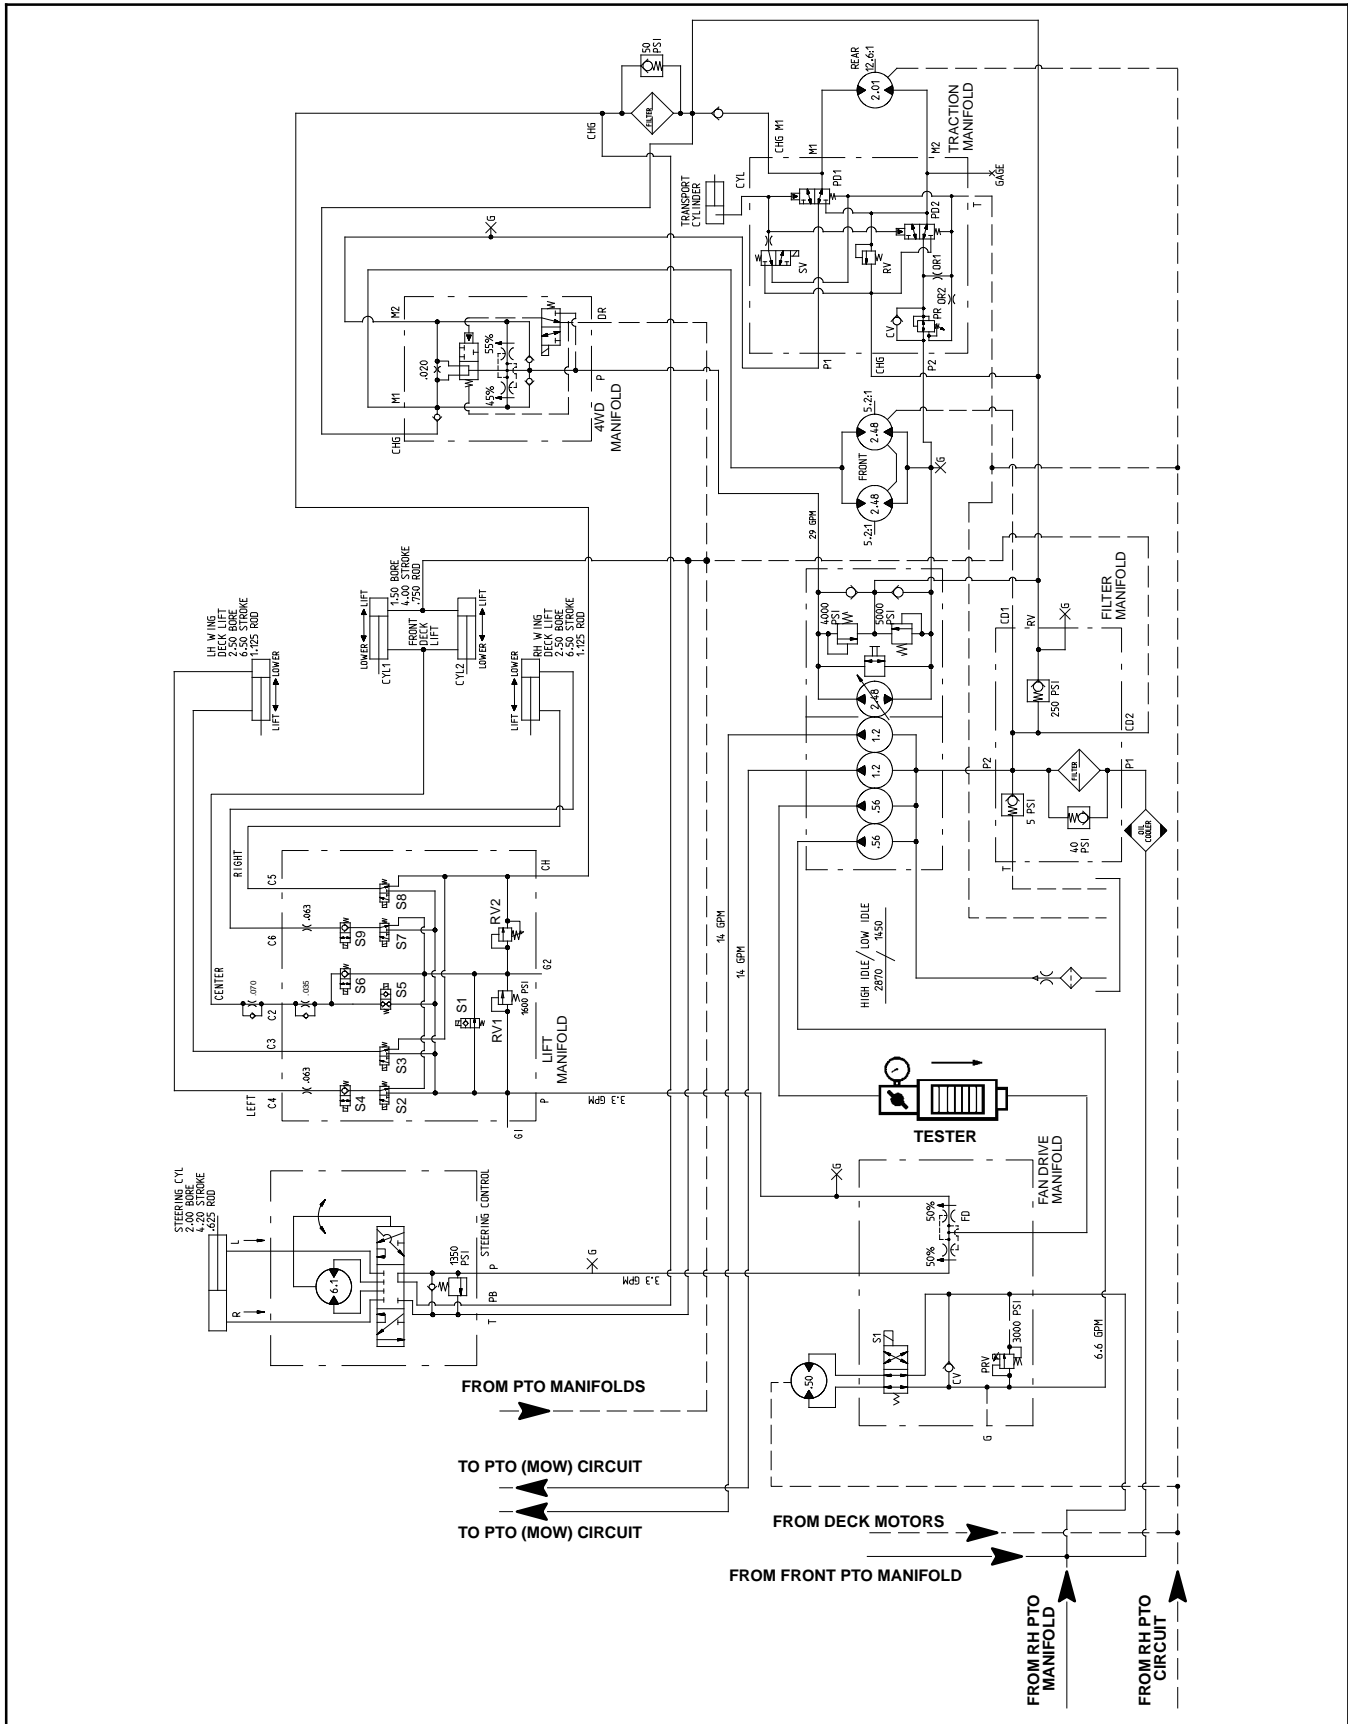 50
PSI
FILTER
CHG
REAR
12.6:1
2.01
TRACTION
MANIFOLD
CHG M1
M1
M2
GAGE
CYL
TRANSPORT
CYLINDER
PD1
PD2
T
SV
RV
OR1
OR2
PR
CV
P1
CHG
P2
G
M2
DR
.020
55%
45%
M1
P
CHG
4WD
MANIFOLD
5.2:1
2.48
FRONT
2.48
5.2:1
G
29 GPM
LH WING
DECK LIFT
2.50 BORE
6.50 STROKE
1.125 ROD
LIFT
LOWER
1.50 BORE
4.00 STROKE
.750 ROD
LOWER
LIFT
CYL1
FRONT
DECK
LIFT
CYL2
LOWER
LIFT
RH WING
DECK LIFT
2.50 BORE
6.50 STROKE
1.125 ROD
LIFT
LOWER
4000
PSI
5000
PSI
2.48
1.2
1.2
.56
.56
CD1
RV
G
FILTER
MANIFOLD
250 PSI
CD2
P2
P1
FILTER
5 PSI
40
PSI
T
OIL
COOLER
RIGHT
C5
C6
.063
CENTER
.070
.035
C2
C3
.063
LEFT
C4
S8
S9
S7
S6
S5
S3
S4
S2
S1
CH
RV2
G2
RV1
1600 PSI
LIFT
MANIFOLD
P
G1
3.3 GPM
14 GPM
14 GPM
HIGH IDLE/LOW IDLE
2870 / 1450
TESTER
STEERING CYL
2.00 BORE
4.20 STROKE
.625 ROD
L
R
6.1
1350
PSI
STEERING CONTROL
P
PB
T
G
3.3 GPM
G
FAN DRIVE
MANIFOLD
50%
FD
50%
S1
.50
CV
PRV
3000 PSI
G
6.6 GPM
FROM PTO MANIFOLDS
TO PTO (MOW) CIRCUIT
TO PTO (MOW) CIRCUIT
FROM DECK MOTORS
FROM FRONT PTO MANIFOLD
FROM RH PTO
MANIFOLD
FROM RH PTO
CIRCUIT